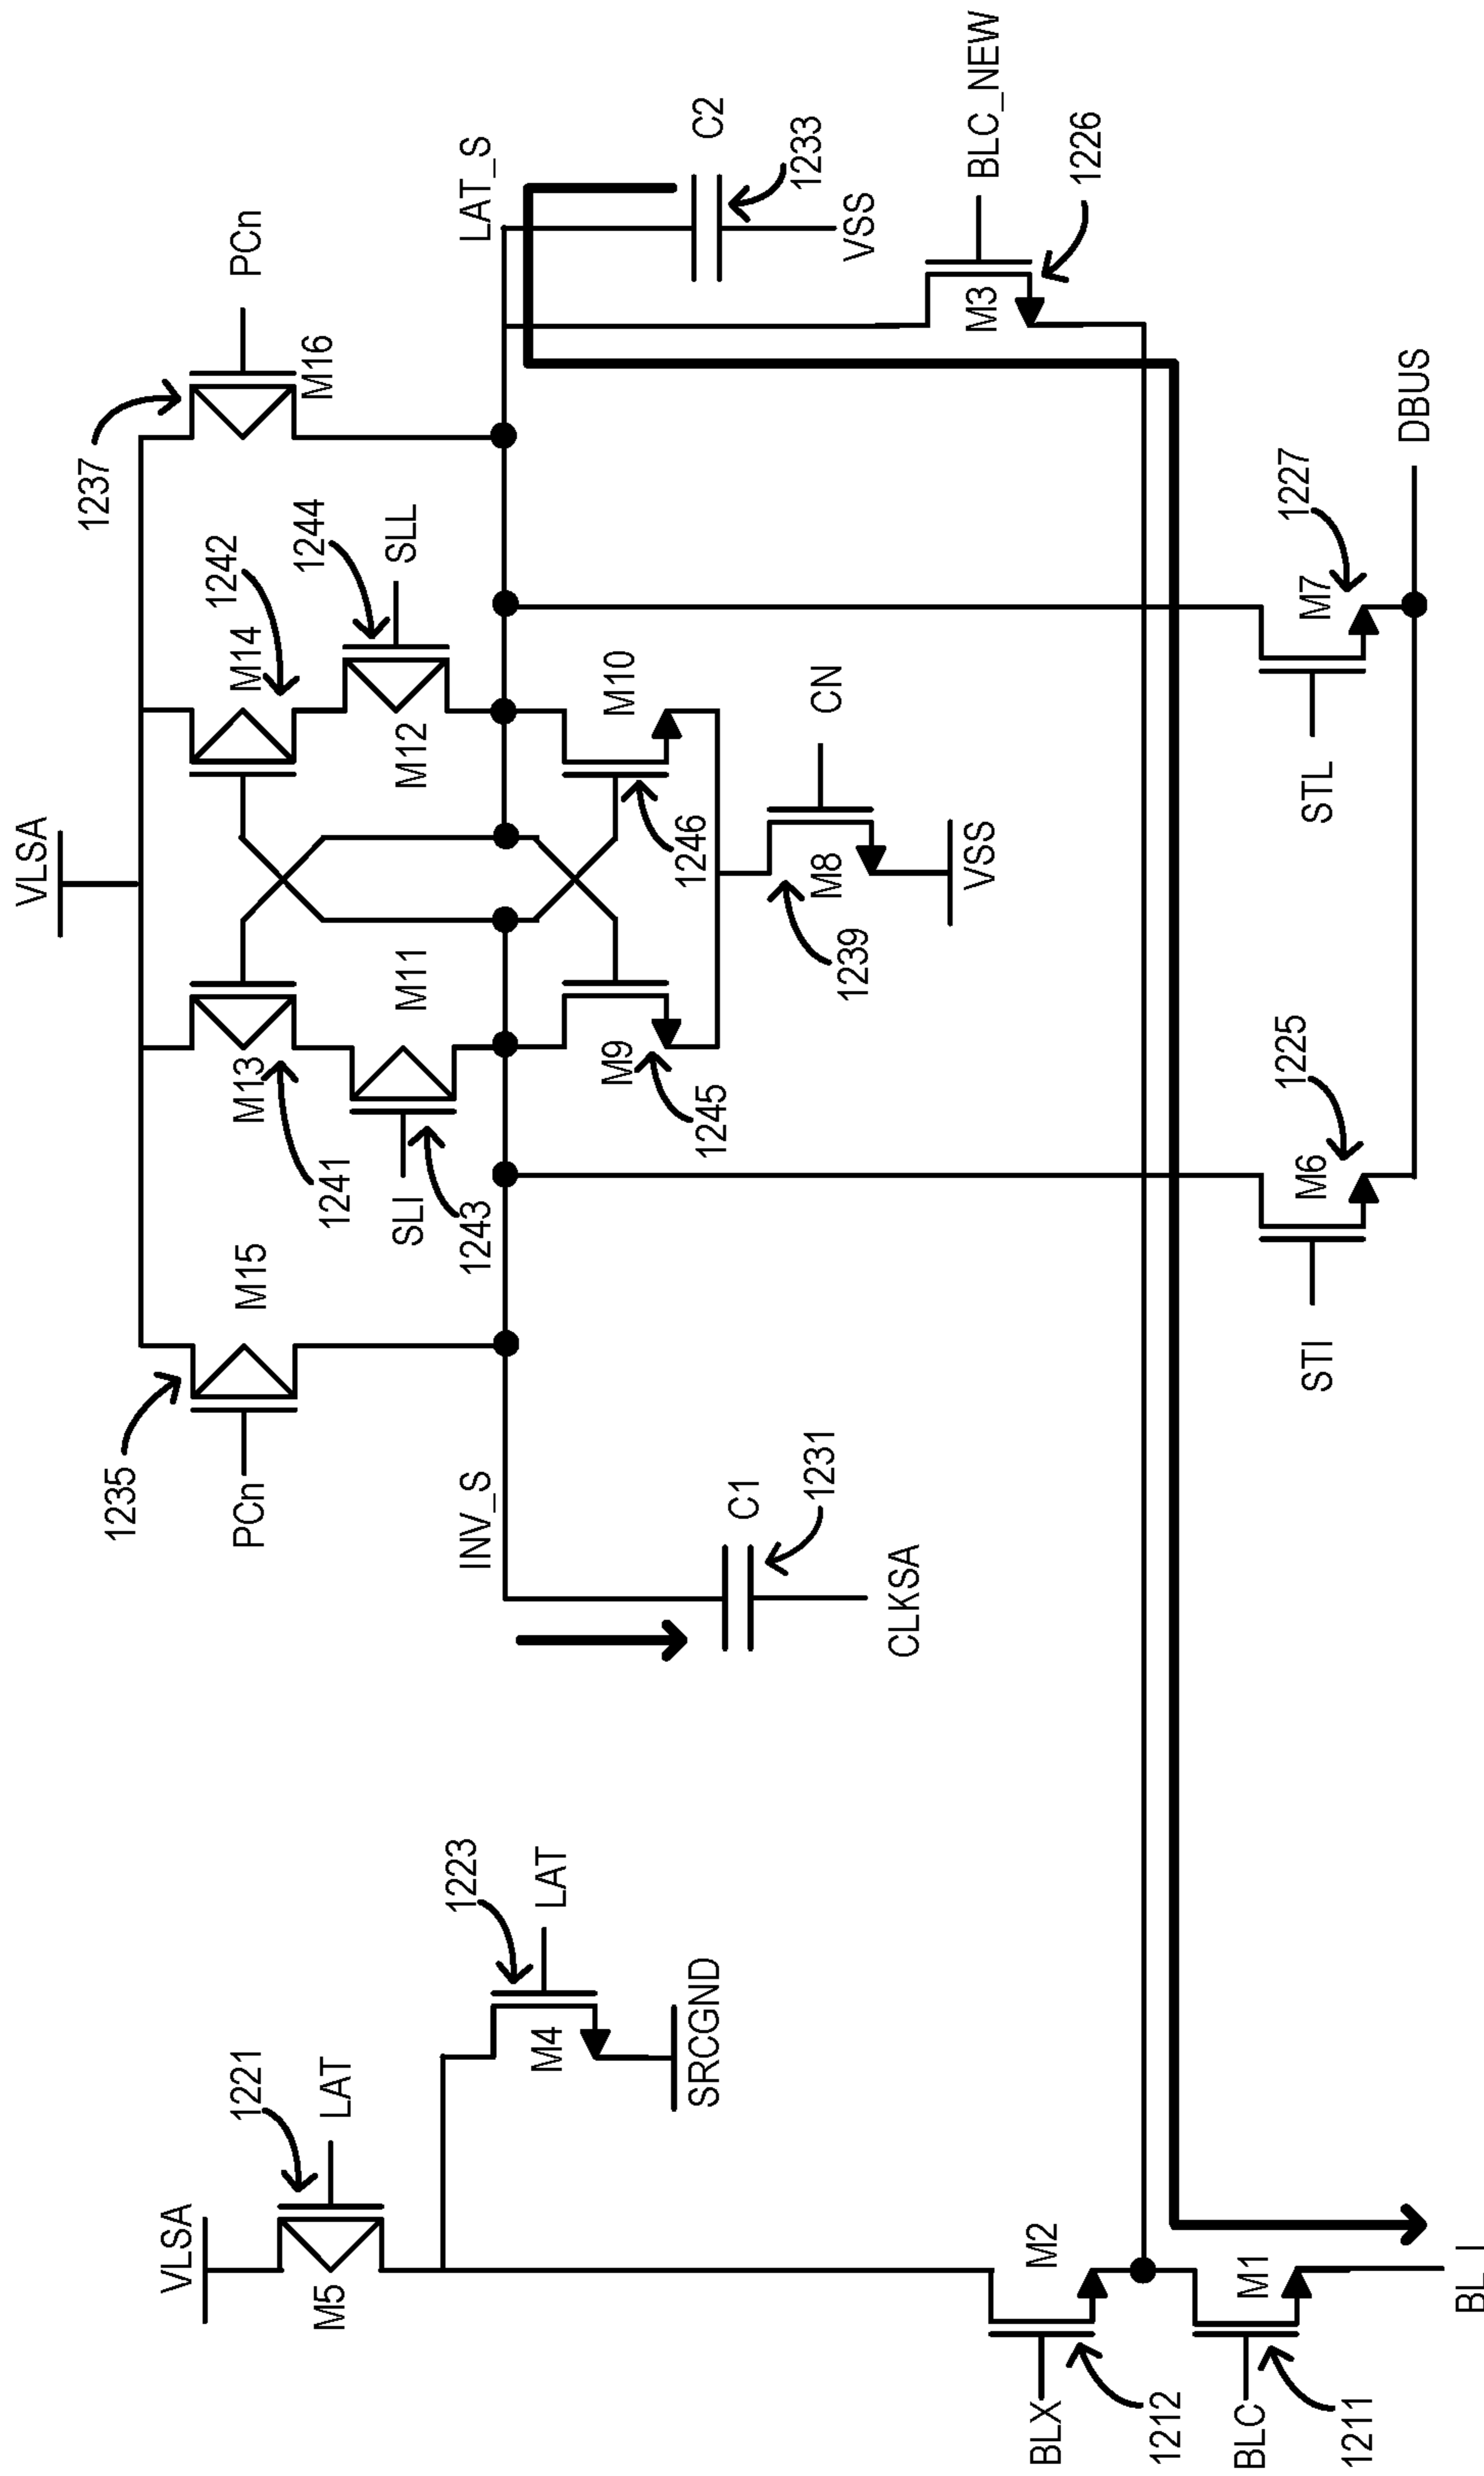 VLSA
1237
1235
VLSA
1242
1221
PCn
M15
M13
M14
PCn
1244
M16
M5
LAT
1241
SLI
M11
M12
SLL
1223
INV_S
1243
LAT_S
M4
LAT
M9
M10
SRCGND
1245
1246
C2
C1
1231
M8
CN
1233
1239
VSS
CLKSA
VSS
M3
BLC_NEW
BLX
M2
1226
1212
BLC
M1
1225
1227
M6
M7
STI
STL
1211
DBUS
BL_I